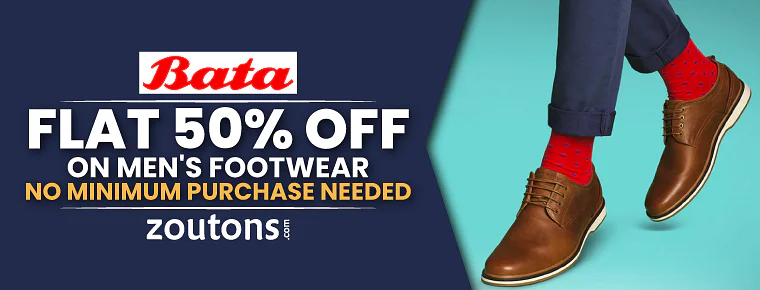 Bata
FLAT 50% OFF
ON MEN'S FOOTWEAR
NO MINIMUM PURCHASE NEEDED
zoutons.com